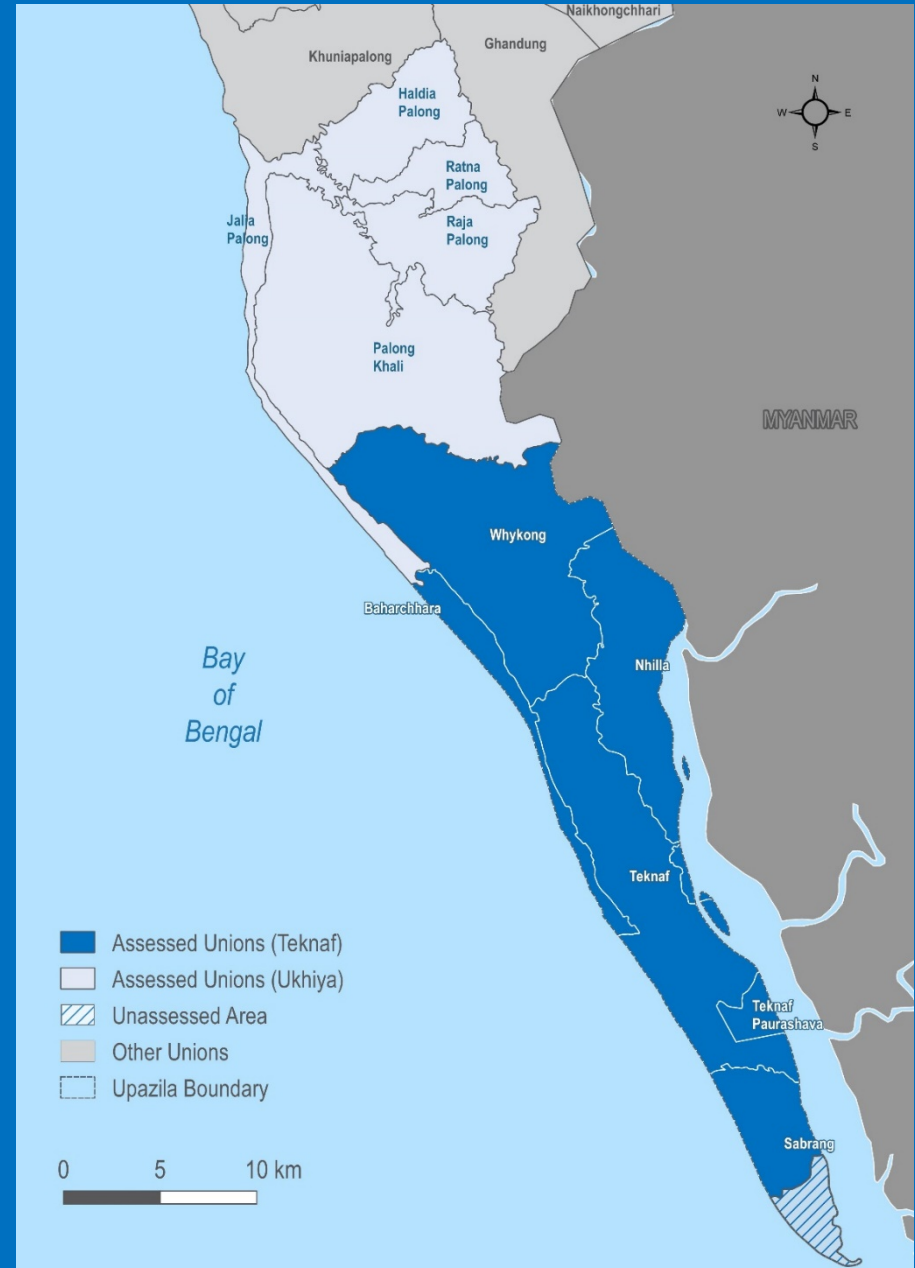 Naikhongchhari
Ghandung
Khuniapalong
Haldia
Palong
Ratna
Palong
Jalia
Palong
Raja
Palong
Palong
Khali
N
W
E
S
MYANMAR
Whykong
Baharchhara
Nhilla
Bay
of
Bengal
Teknaf
Teknaf
Paurashava
Sabrang
Assessed Unions (Teknaf)
Assessed Unions (Ukhiya)
Unassessed Area
Other Unions
Upazila Boundary
0 5 10 km